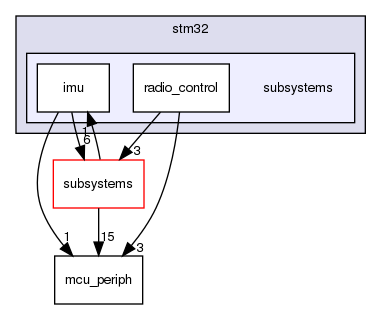 stm32
imu
radio_control
subsystems
1
6
3
subsystems
1
15
3
mcu_periph